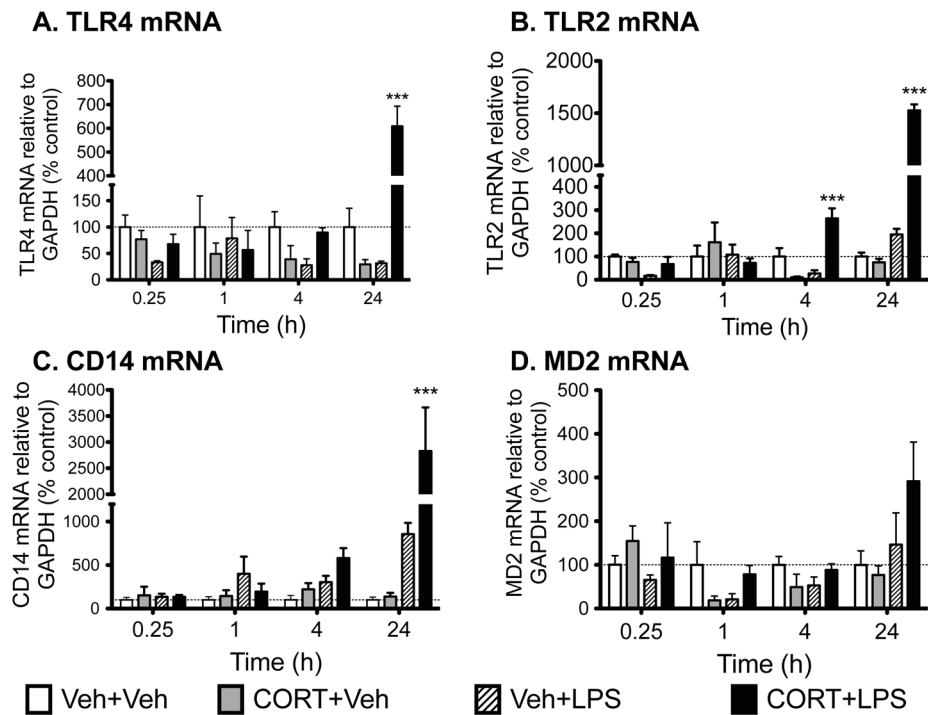 A. TLR4 mRNA
TLR4 mRNA relative to
GAPDH (% control)
800
700
600
500
400
150
100
50
0
***
0.25 1 4 24
Time (h)
B. TLR2 mRNA
TLR2 mRNA relative to
GAPDH (% control)
2000
1500
1000
400
300
200
100
0
***
***
0.25 1 4 24
Time (h)
C. CD14 mRNA
CD14 mRNA relative to
GAPDH (% control)
4000
3500
3000
2500
2000
1000
500
0
***
0.25 1 4 24
Time (h)
D. MD2 mRNA
MD2 mRNA relative to
GAPDH (% control)
500
400
300
200
100
0
0.25 1 4 24
Time (h)
Veh+Veh CORT+Veh Veh+LPS CORT+LPS